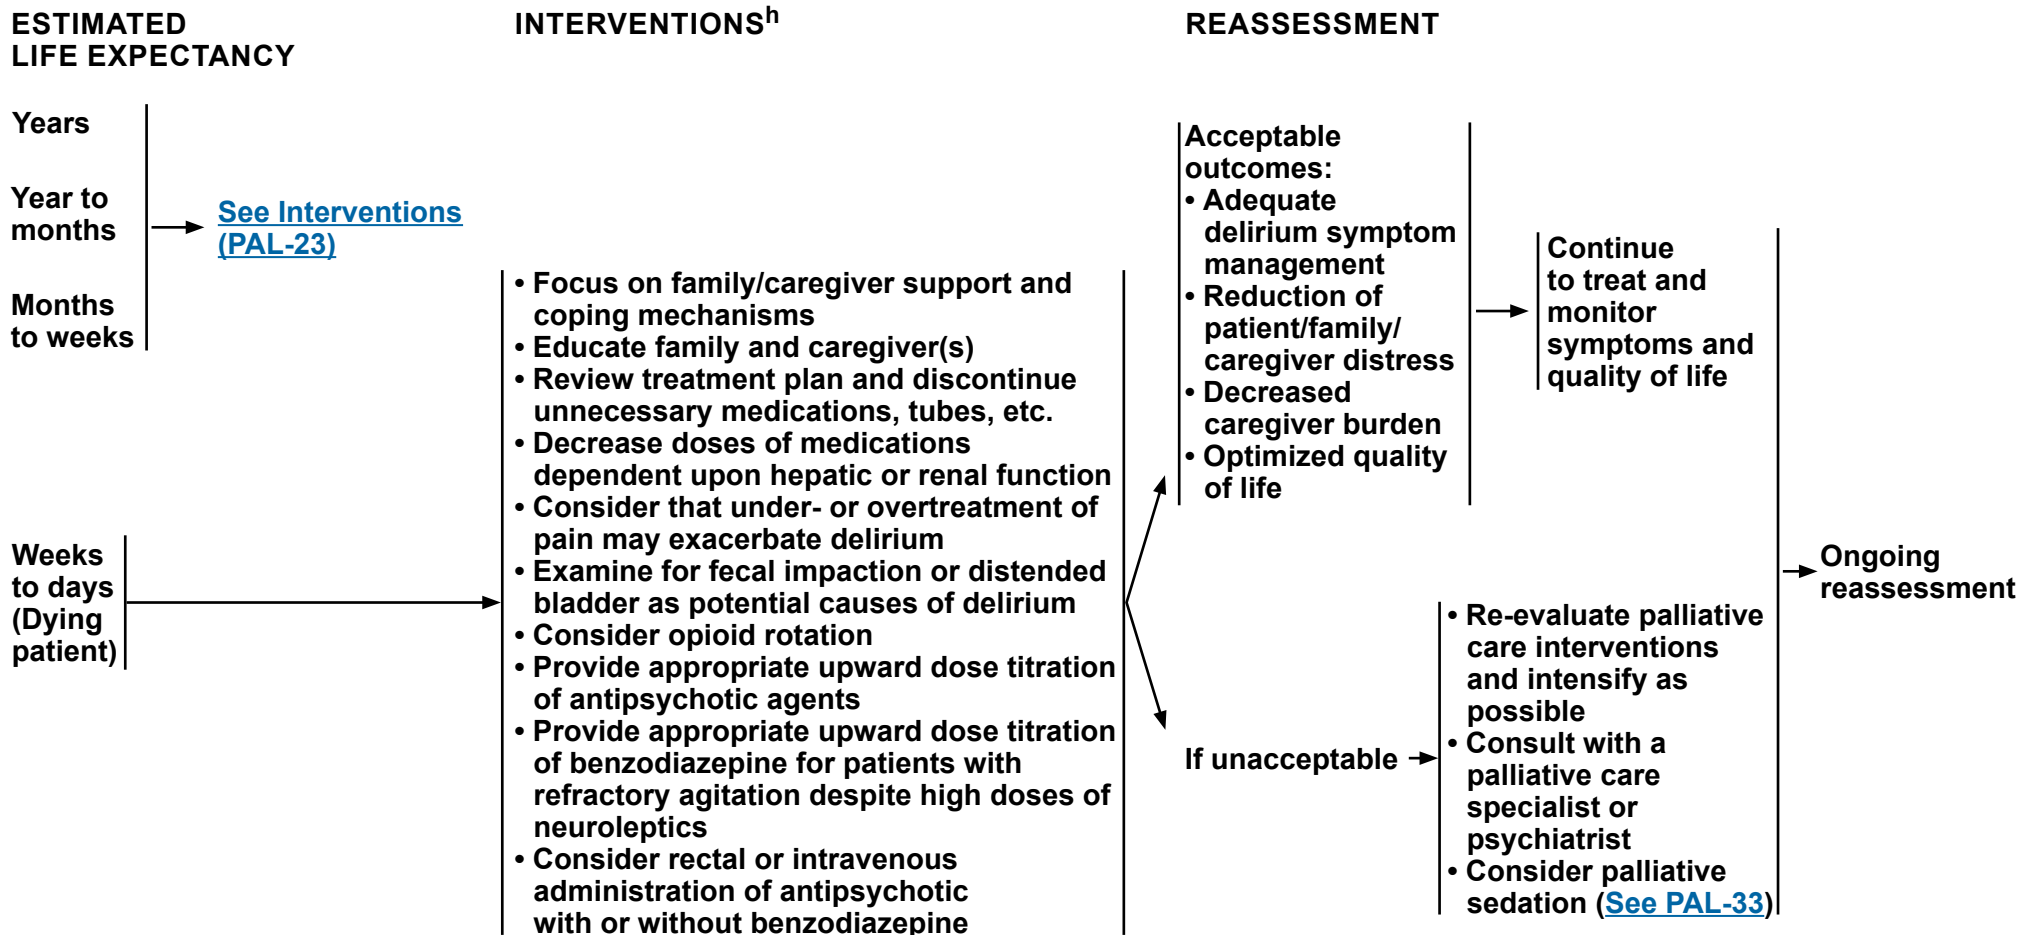 ESTIMATED
LIFE EXPECTANCY
INTERVENTIONSh
REASSESSMENT
Years
Year to
months
Months
to weeks
See Interventions
(PAL-23)
Weeks
to days
(Dying
patient)
• Focus on family/caregiver support and
coping mechanisms
• Educate family and caregiver(s)
• Review treatment plan and discontinue
unnecessary medications, tubes, etc.
• Decrease doses of medications
dependent upon hepatic or renal function
• Consider that under- or overtreatment of
pain may exacerbate delirium
• Examine for fecal impaction or distended
bladder as potential causes of delirium
• Consider opioid rotation
• Provide appropriate upward dose titration
of antipsychotic agents
• Provide appropriate upward dose titration
of benzodiazepine for patients with
refractory agitation despite high doses of
neuroleptics
• Consider rectal or intravenous
administration of antipsychotic
with or without benzodiazepine
Acceptable
outcomes:
• Adequate
delirium symptom
management
• Reduction of
patient/family/
caregiver distress
• Decreased
caregiver burden
• Optimized quality
of life
Continue
to treat and
monitor
symptoms and
quality of life
If unacceptable
• Re-evaluate palliative
care interventions
and intensify as
possible
• Consult with a
palliative care
specialist or
psychiatrist
• Consider palliative
sedation (See PAL-33)
Ongoing
reassessment